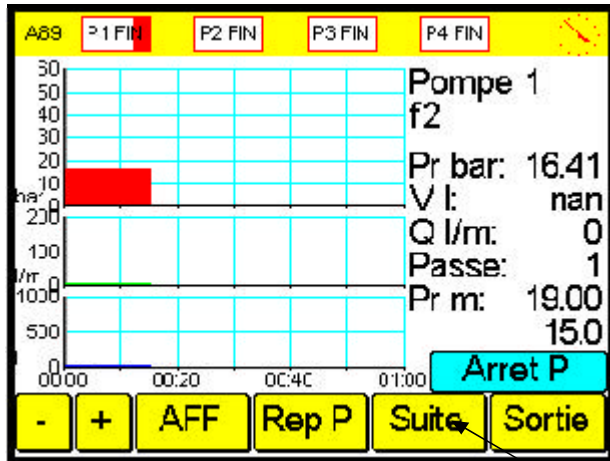 A89 P1 FIN P2 FIN P3 FIN P4 FIN
50
40
30
20
10
bar 0
200
100
l/m 0
1000
500
0
00:00 00:20 00:40 01:00
Pompe 1
f2
Pr bar: 16.41
V l: nan
Q l/m: 0
Passe: 1
Pr m: 19.00
15.0
Arret P
- + AFF Rep P Suite Sortie